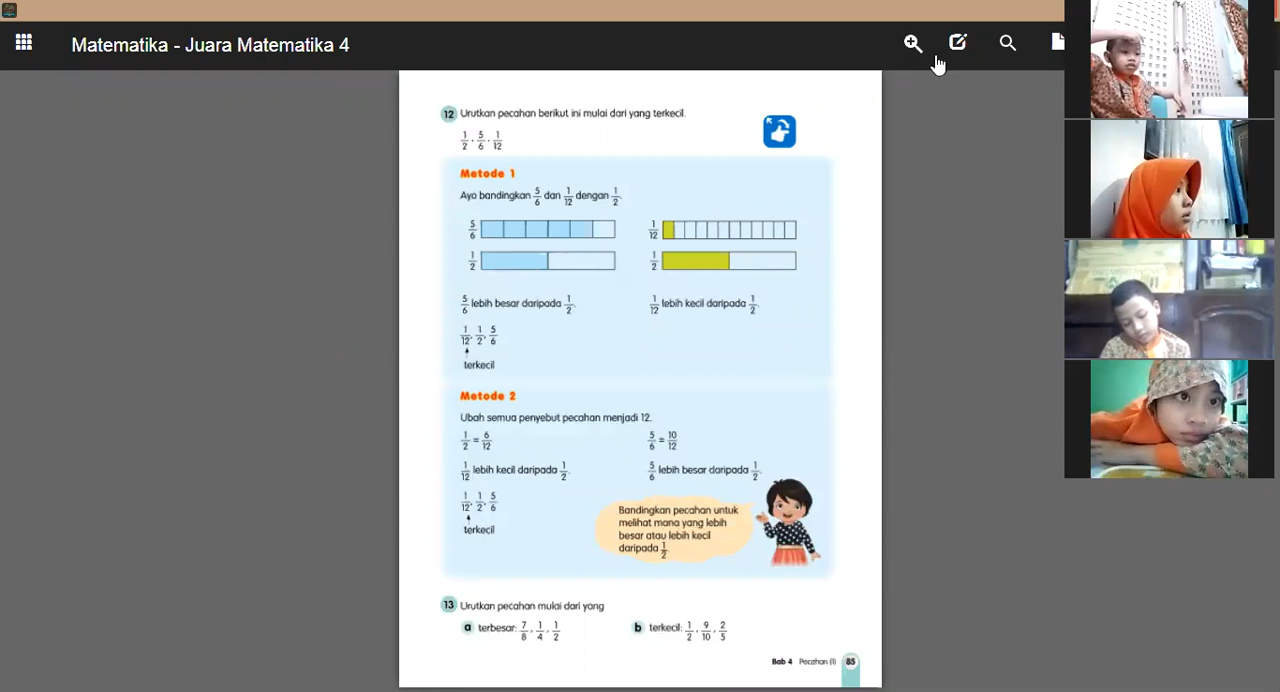 Matematika - Juara Matematika 4
12 Urutkan pecahan berikut ini mulai dari yang terkecil.
1/2 , 5/6 , 1/12
Metode 1
Ayo bandingkan 5/6 dan 1/12 dengan 1/2.
5/6 1/12
1/2 1/2
5/6 lebih besar daripada 1/2. 1/12 lebih kecil daripada 1/2.
1/12, 1/2, 5/6
terkecil
Metode 2
Ubah semua penyebut pecahan menjadi 12.
1/2 = 6/12 5/6 = 10/12
1/12 lebih kecil daripada 1/2. 5/6 lebih besar daripada 1/2.
1/12, 1/2, 5/6
terkecil
Bandingkan pecahan untuk
melihat mana yang lebih
besar atau lebih kecil
daripada 1/2
13 Urutkan pecahan mulai dari yang
a terbesar: 7/8, 1/4, 1/2 b terkecil: 1/2, 9/10, 2/5
Bab 4 Pecahan (1) 85